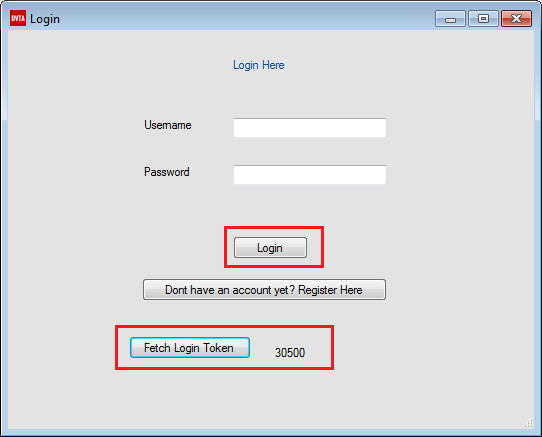 DVTA Login
Login Here
Username
Password
Login
Dont have an account yet? Register Here
Fetch Login Token 30500